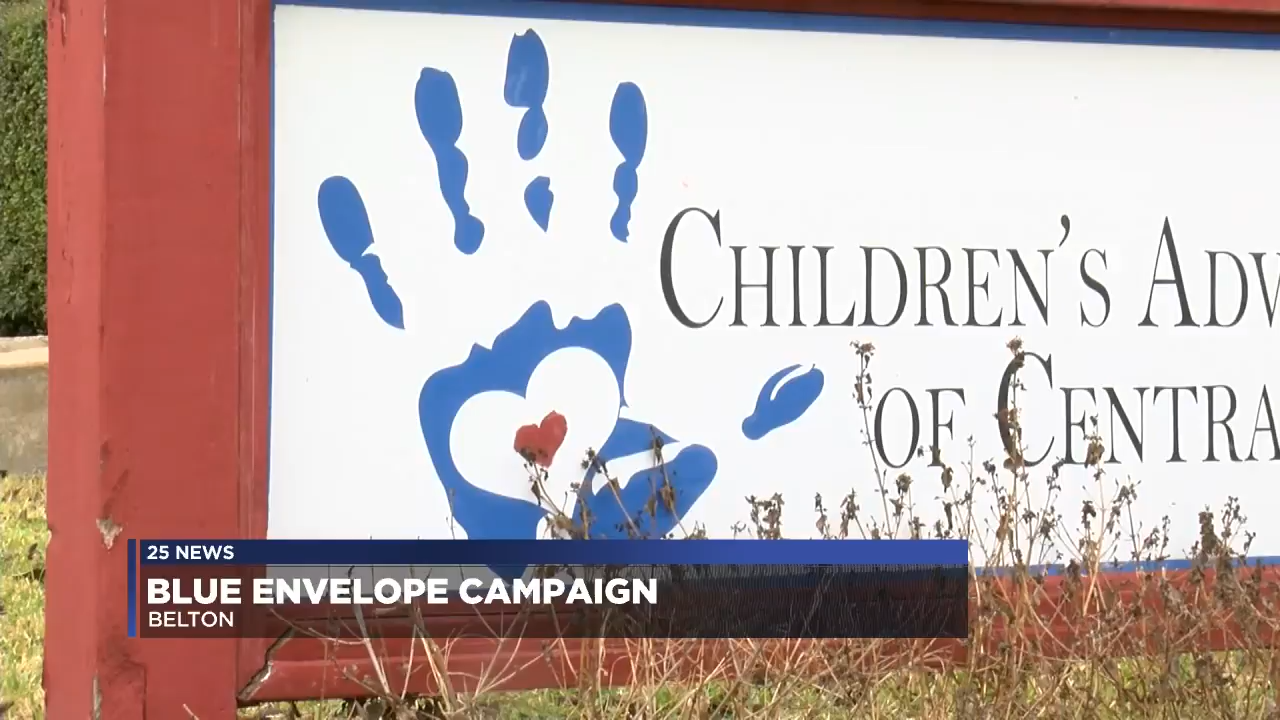 CHILDREN'S ADV
OF CENTRA
25 NEWS
BLUE ENVELOPE CAMPAIGN
BELTON